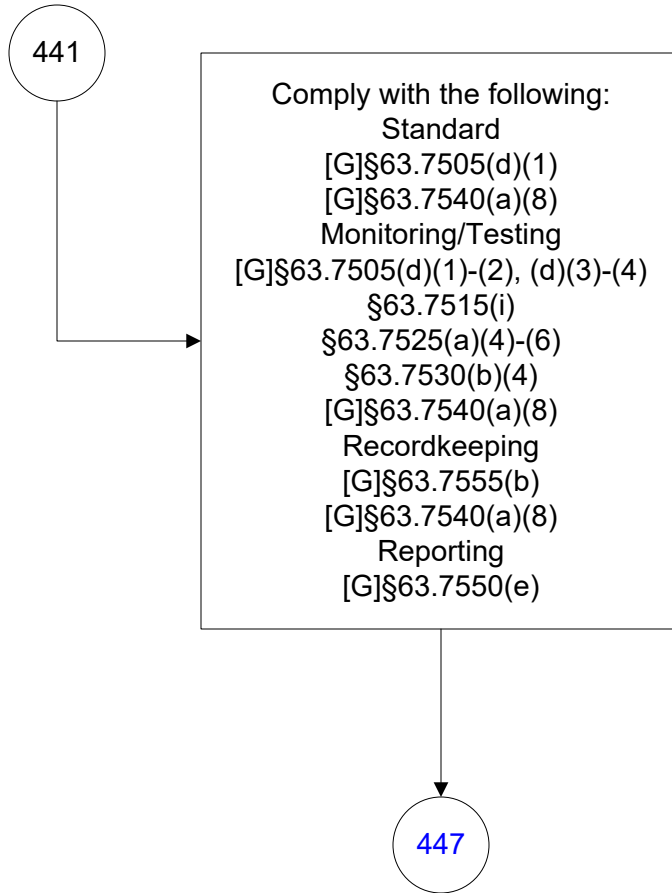 441
Comply with the following:
Standard
[G]§63.7505(d)(1)
[G]§63.7540(a)(8)
Monitoring/Testing
[G]§63.7505(d)(1)-(2), (d)(3)-(4)
§63.7515(i)
§63.7525(a)(4)-(6)
§63.7530(b)(4)
[G]§63.7540(a)(8)
Recordkeeping
[G]§63.7555(b)
[G]§63.7540(a)(8)
Reporting
[G]§63.7550(e)
447